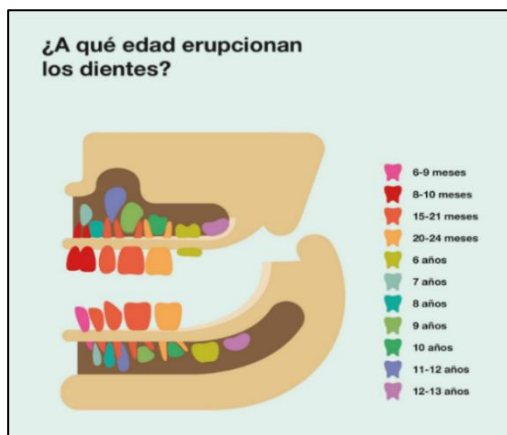 ¿A qué edad erupcionan
los dientes?
6-9 meses
8-10 meses
15-21 meses
20-24 meses
6 años
7 años
8 años
9 años
10 años
11-12 años
12-13 años